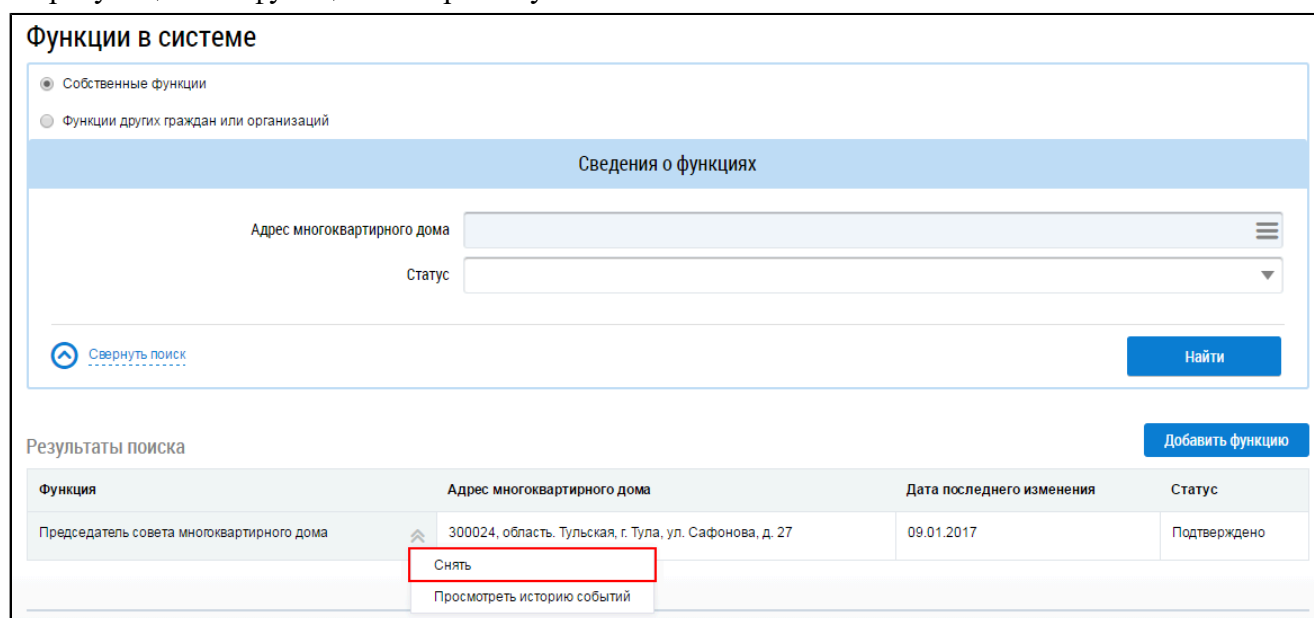 Функции в системе
Собственные функции
Функции других граждан или организаций
Сведения о функциях
Адрес многоквартирного дома
Статус
Свернуть поиск
Найти
Результаты поиска
Добавить функцию
Функция Адрес многоквартирного дома Дата последнего изменения Статус
Председатель совета многоквартирного дома 300024, область. Тульская, г. Тула, ул. Сафонова, д. 27 09.01.2017 Подтверждено
Снять
Просмотреть историю событий